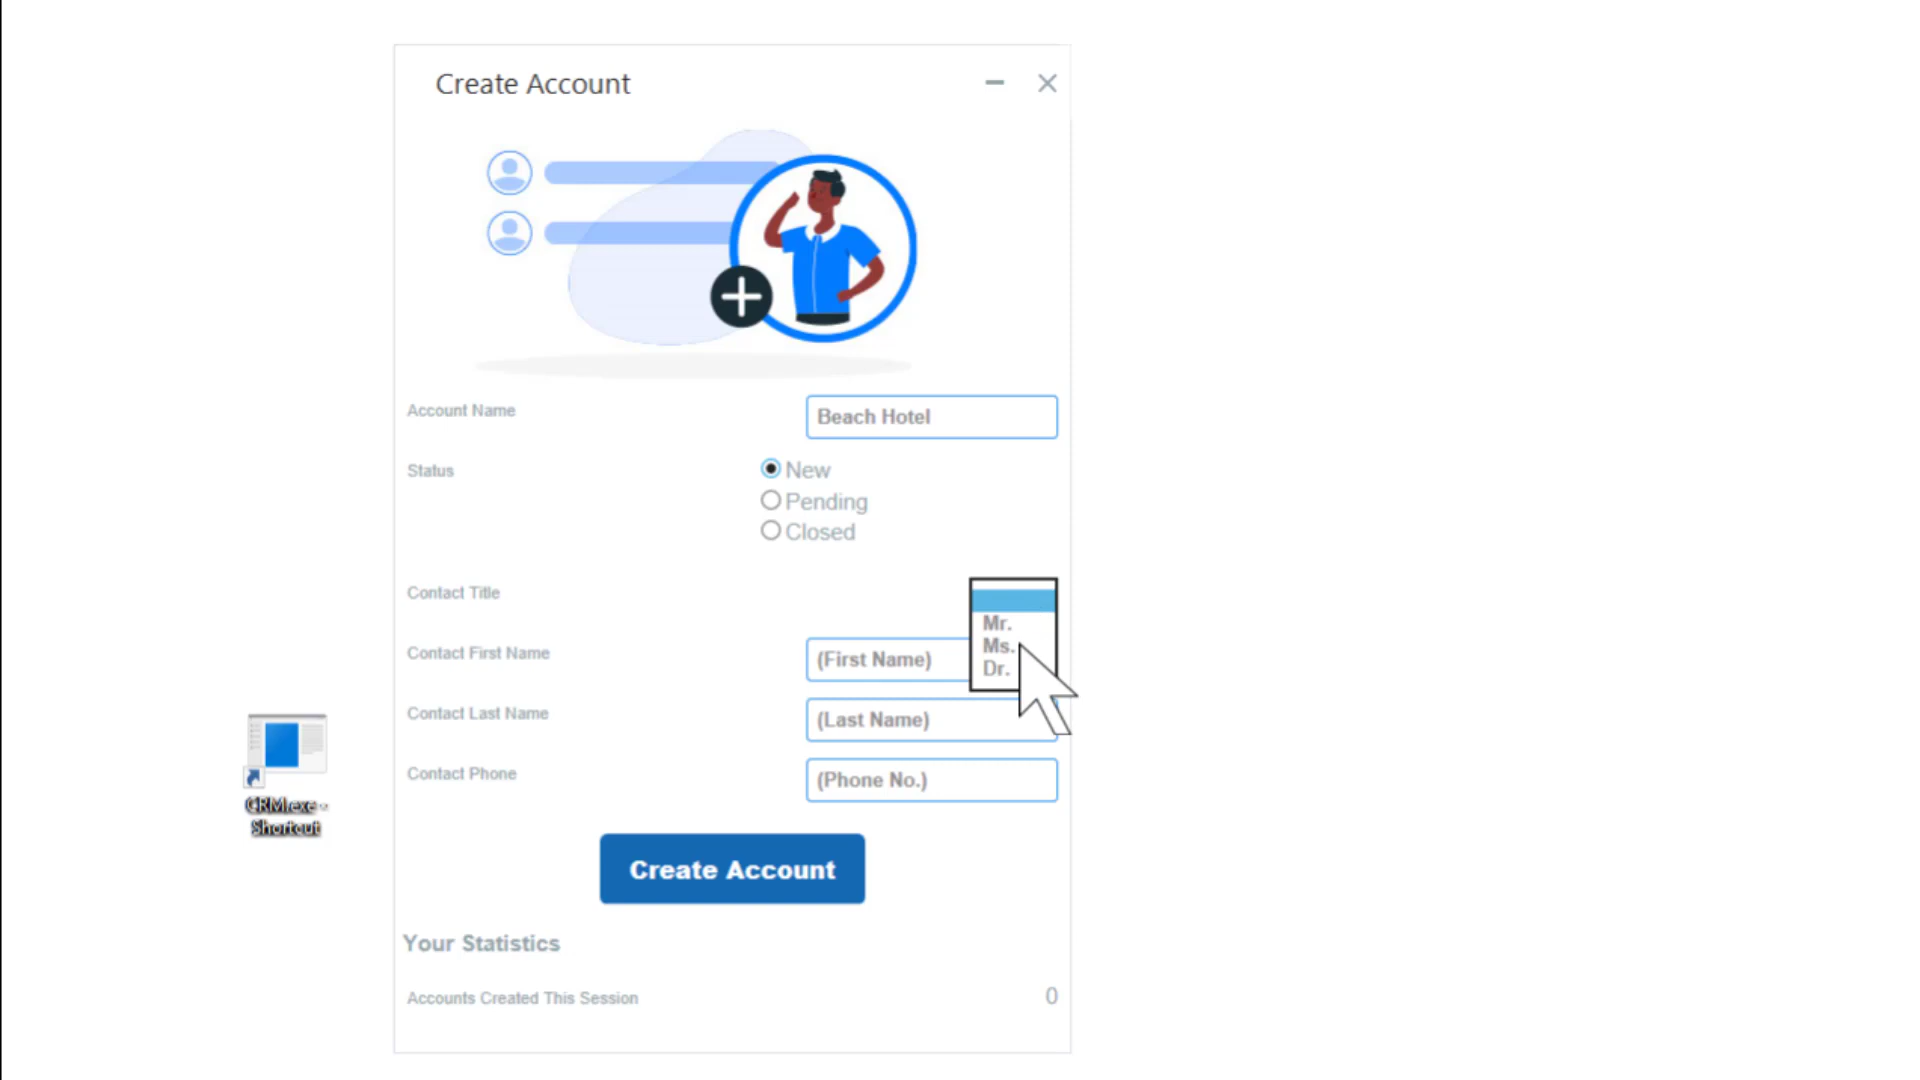 Create Account
Account Name
Beach Hotel
Status
New
Pending
Closed
Contact Title
Mr.
Ms.
Dr.
Contact First Name
(First Name)
Contact Last Name
(Last Name)
Contact Phone
(Phone No.)
CRM.exe -
Shortcut
Create Account
Your Statistics
Accounts Created This Session
0